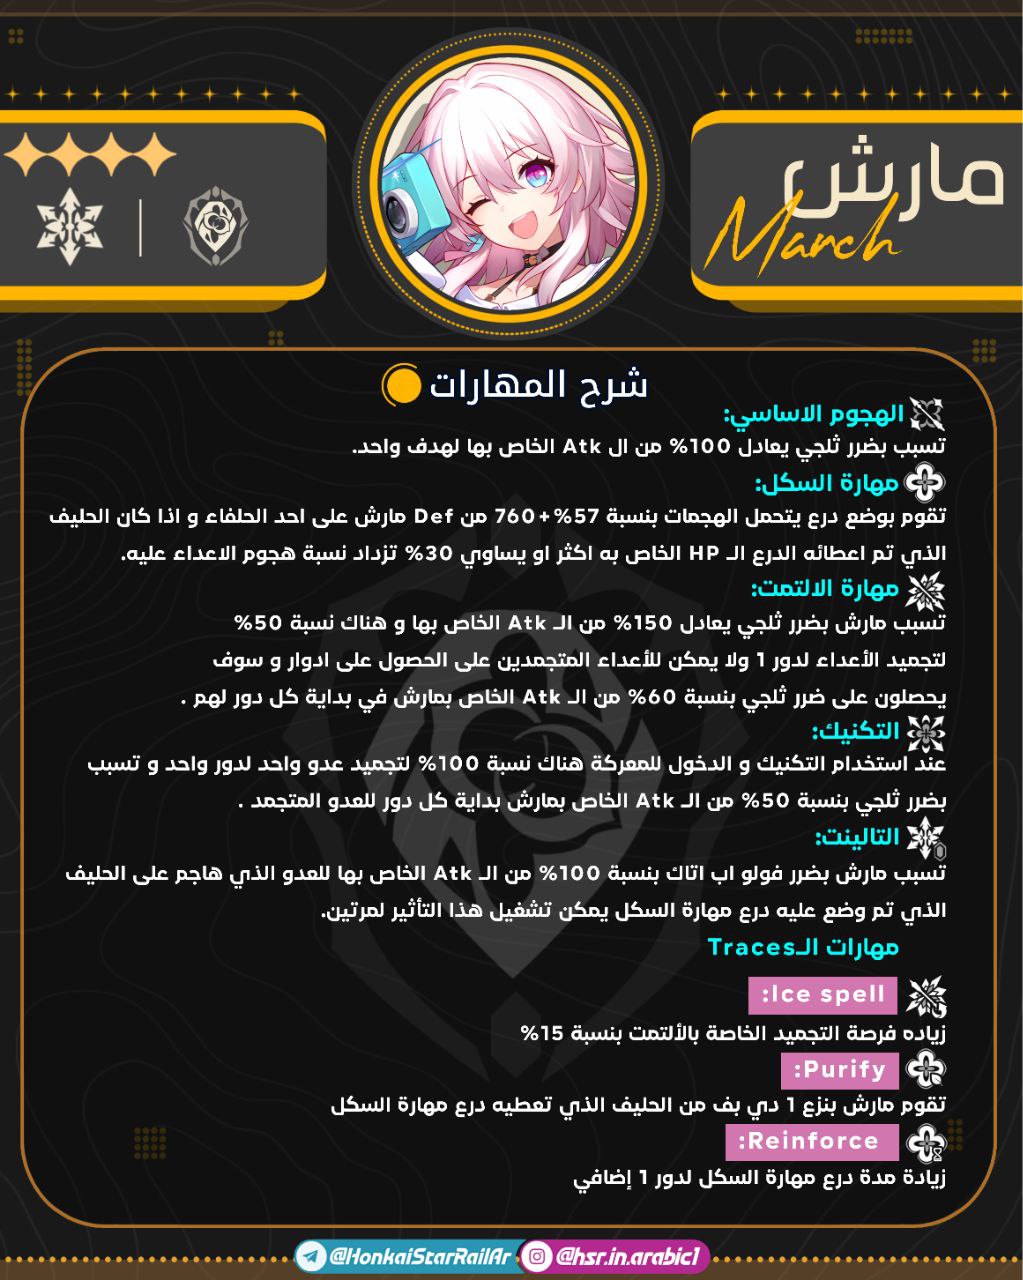 مارش
March
شرح المهارات
الهجوم الاساسي:
تسبب بضرر ثلجي يعادل 100% من ال Atk الخاص بها لهدف واحد.
مهارة السكل:
تقوم بوضع درع يتحمل الهجمات بنسبة 57%+760 من Def مارش على احد الحلفاء و اذا كان الحليف
الذي تم اعطائه الدرع الـ HP الخاص به اكثر او يساوي 30% تزداد نسبة هجوم الاعداء عليه.
مهارة الالتمت:
تسبب مارش بضرر ثلجي يعادل 150% من الـ Atk الخاص بها و هناك نسبة 50%
لتجميد الأعداء لدور 1 ولا يمكن للأعداء المتجمدين على الحصول على ادوار و سوف
يحصلون على ضرر ثلجي بنسبة 60% من الـ Atk الخاص بمارش في بداية كل دور لهم .
التكنيك:
عند استخدام التكنيك و الدخول للمعركة هناك نسبة 100% لتجميد عدو واحد لدور واحد و تسبب
بضرر ثلجي بنسبة 50% من الـ Atk الخاص بمارش بداية كل دور للعدو المتجمد .
التالينت:
تسبب مارش بضرر فولو اب اتاك بنسبة 100% من الـ Atk الخاص بها للعدو الذي هاجم على الحليف
الذي تم وضع عليه درع مهارة السكل يمكن تشغيل هذا التأثير لمرتين.
مهارات الـTraces
Ice spell:
زياده فرصة التجميد الخاصة بالألتمت بنسبة 15%
Purify:
تقوم مارش بنزع 1 دي بف من الحليف الذي تعطيه درع مهارة السكل
Reinforce:
زيادة مدة درع مهارة السكل لدور 1 إضافي
@HonkaiStarRailAr
@hsr.in.arabic1